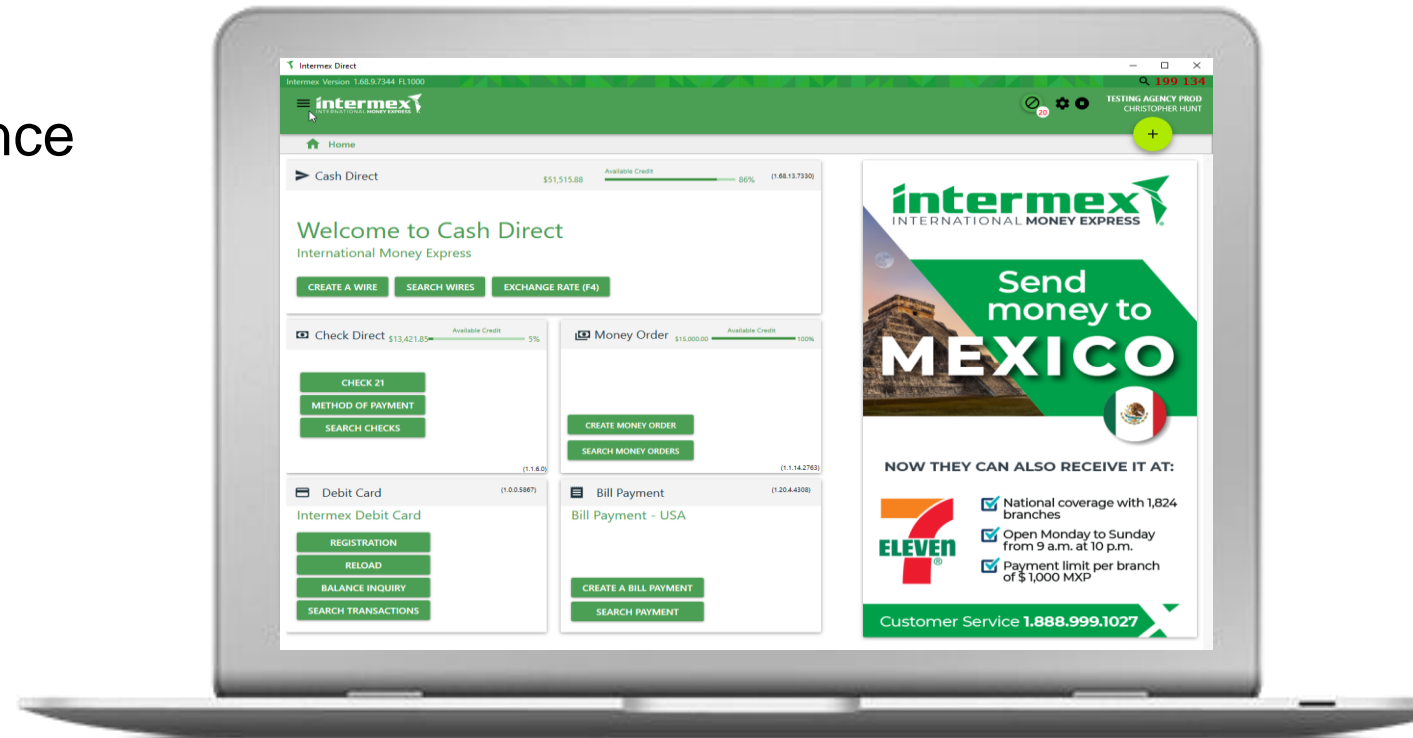 nce
Intermex Direct
Intermex Version 1.68.9.7344 FL1000
199 134
intermex
INTERNATIONAL MONEY EXPRESS
20
TESTING AGENCY PROD
CHRISTOPHER HUNT
+
Home
Cash Direct
$51,515.88
Available Credit
86%
(1.68.13.7330)
Welcome to Cash Direct
International Money Express
CREATE A WIRE
SEARCH WIRES
EXCHANGE RATE (F4)
Check Direct
$13,421.85
Available Credit
5%
CHECK 21
METHOD OF PAYMENT
SEARCH CHECKS
(1.1.6.0)
Money Order
$15,000.00
Available Credit
100%
CREATE MONEY ORDER
SEARCH MONEY ORDERS
(1.1.14.2763)
Debit Card
(1.0.0.5867)
Intermex Debit Card
REGISTRATION
RELOAD
BALANCE INQUIRY
SEARCH TRANSACTIONS
Bill Payment
(1.20.4.4308)
Bill Payment - USA
CREATE A BILL PAYMENT
SEARCH PAYMENT
intermex
INTERNATIONAL MONEY EXPRESS
Send
money to
MEXICO
NOW THEY CAN ALSO RECEIVE IT AT:
7
ELEVEn
®
National coverage with 1,824
branches
Open Monday to Sunday
from 9 a.m. at 10 p.m.
Payment limit per branch
of $ 1,000 MXP
Customer Service 1.888.999.1027